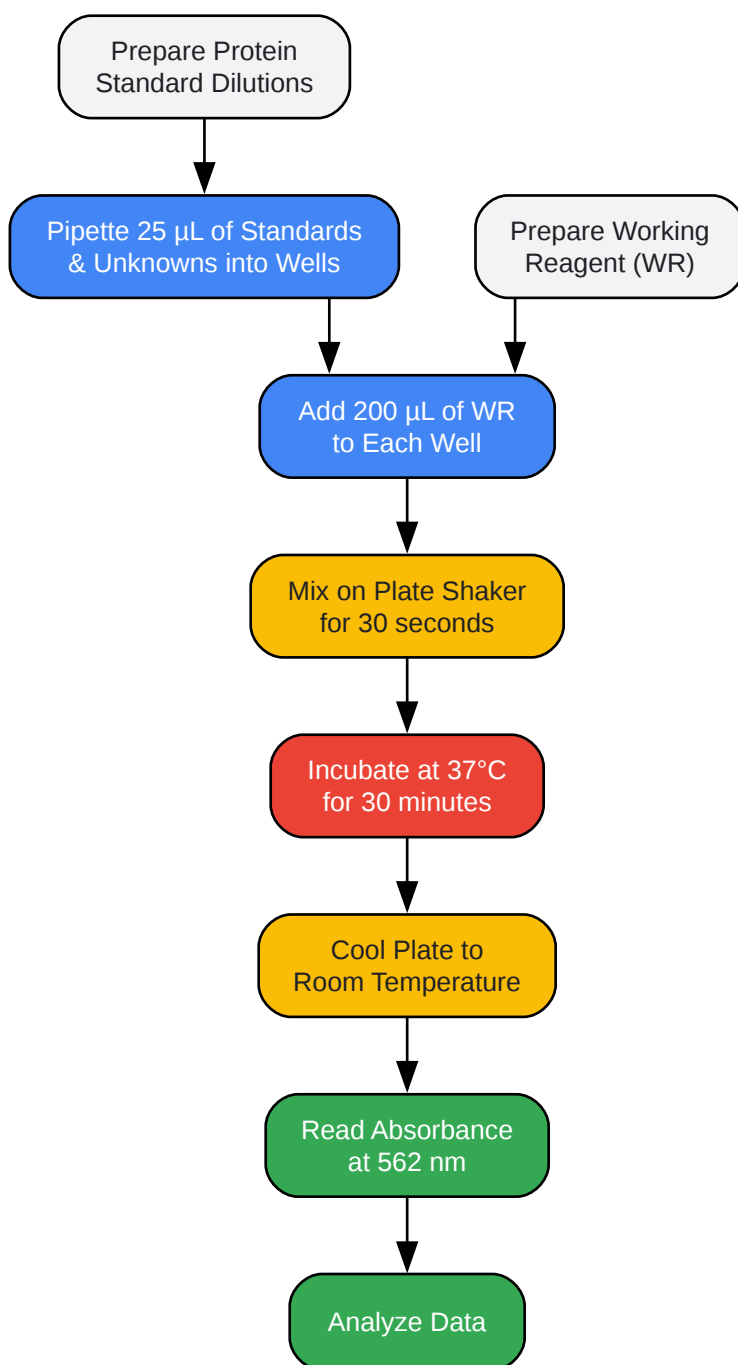 Prepare Protein
Standard Dilutions
Pipette 25 µL of Standards
& Unknowns into Wells
Prepare Working
Reagent (WR)
Add 200 µL of WR
to Each Well
Mix on Plate Shaker
for 30 seconds
Incubate at 37°C
for 30 minutes
Cool Plate to
Room Temperature
Read Absorbance
at 562 nm
Analyze Data